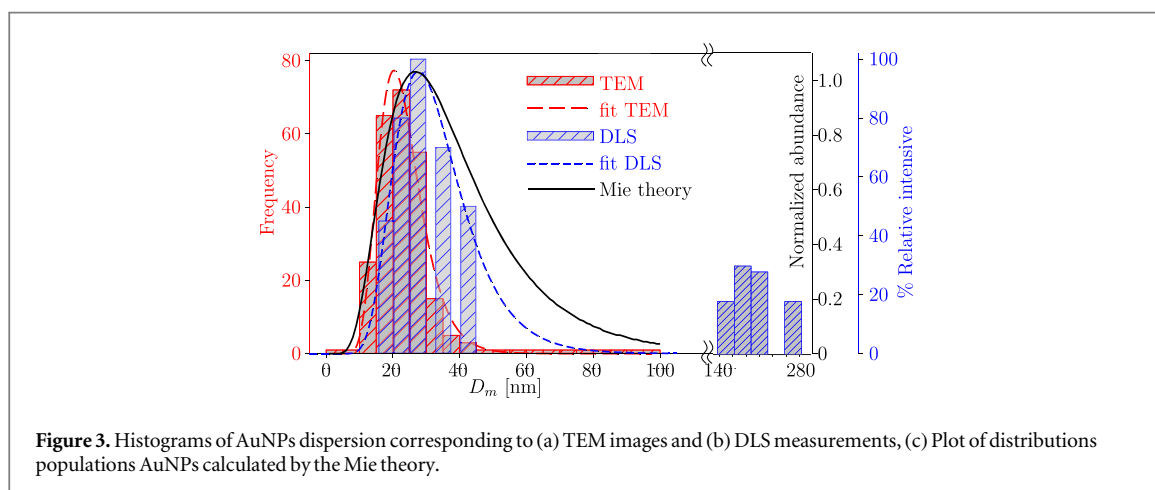 80
60
40
20
0
Frequency
TEM
fit TEM
DLS
fit DLS
Mie theory
1.0
0.8
0.6
0.4
0.2
0
Normalized abundance
100
80
60
40
20
0
% Relative intensive
0 20 40 60 80 100 140 280
D_m [nm]
Figure 3. Histograms of AuNPs dispersion corresponding to (a) TEM images and (b) DLS measurements, (c) Plot of distributions
populations AuNPs calculated by the Mie theory.